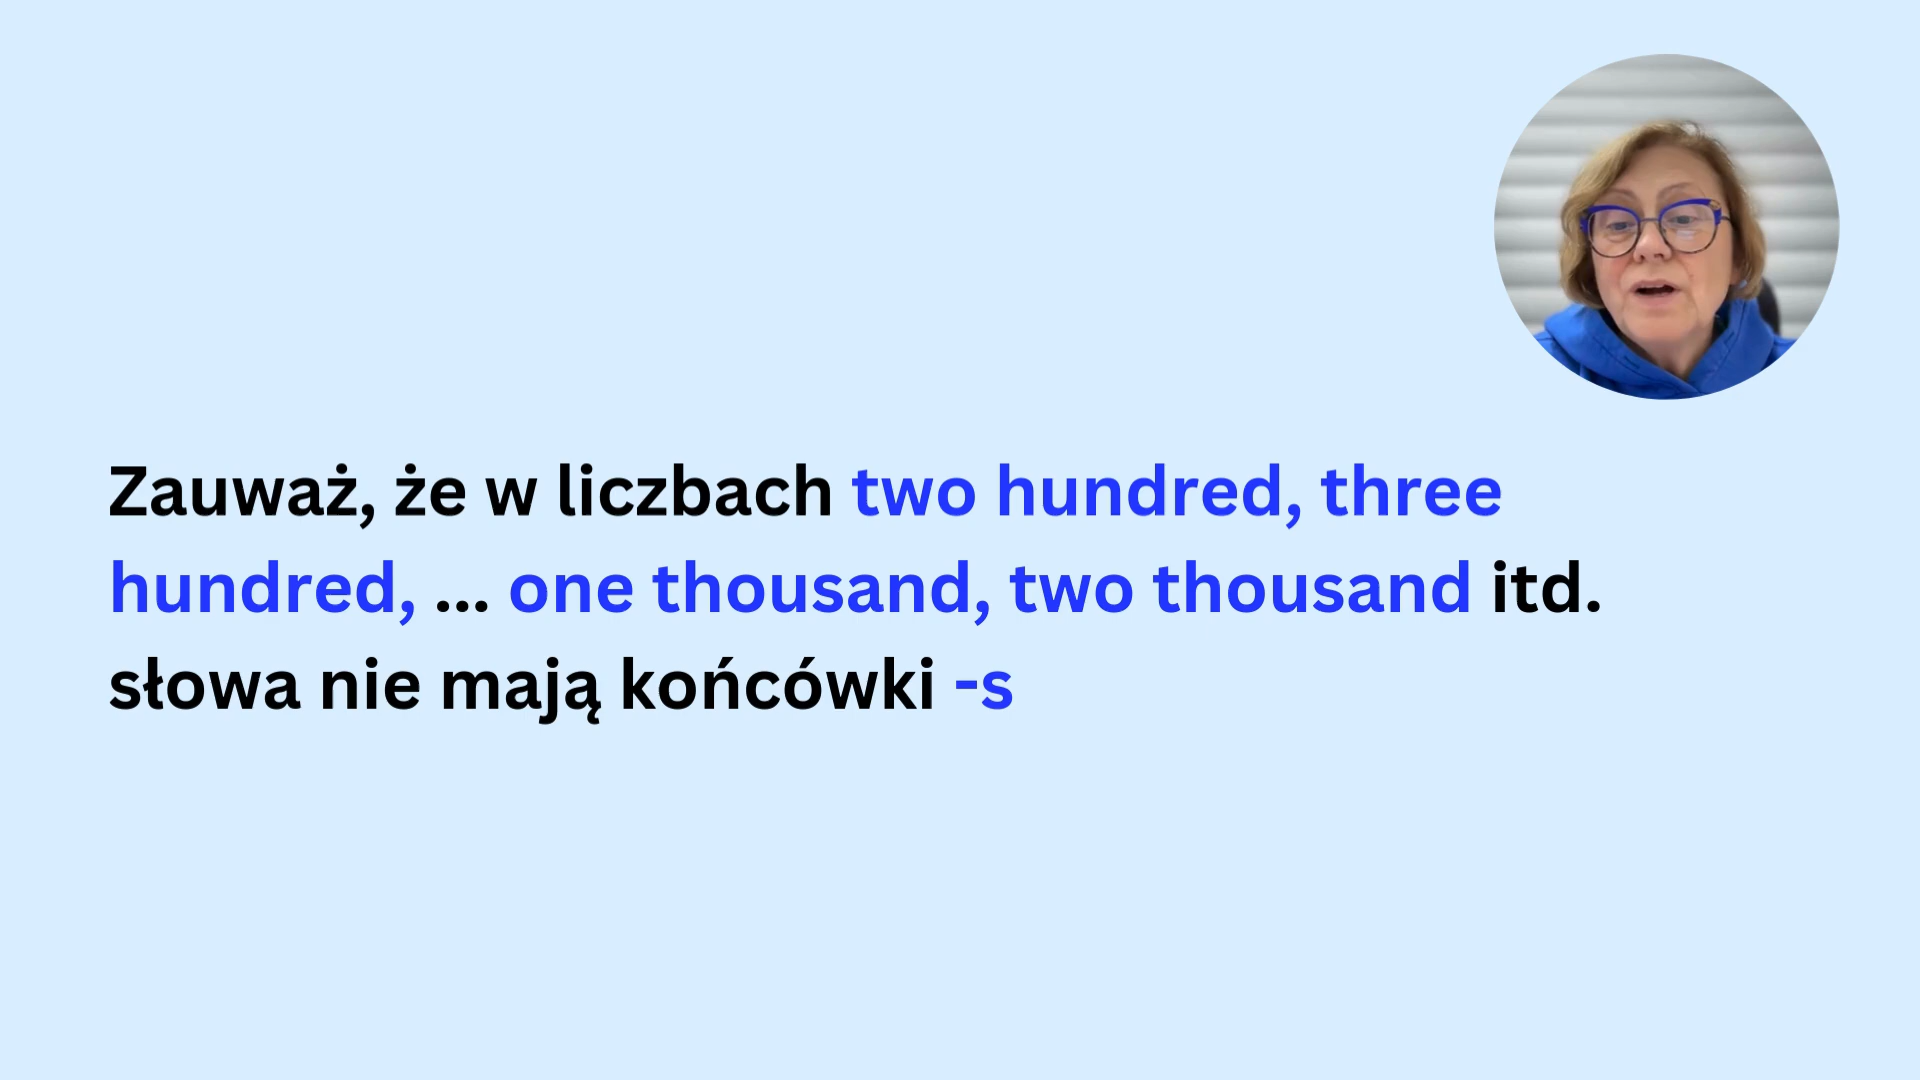 Zauważ, że w liczbach two hundred, three
hundred, ... one thousand, two thousand itd.
słowa nie mają końcówki -s